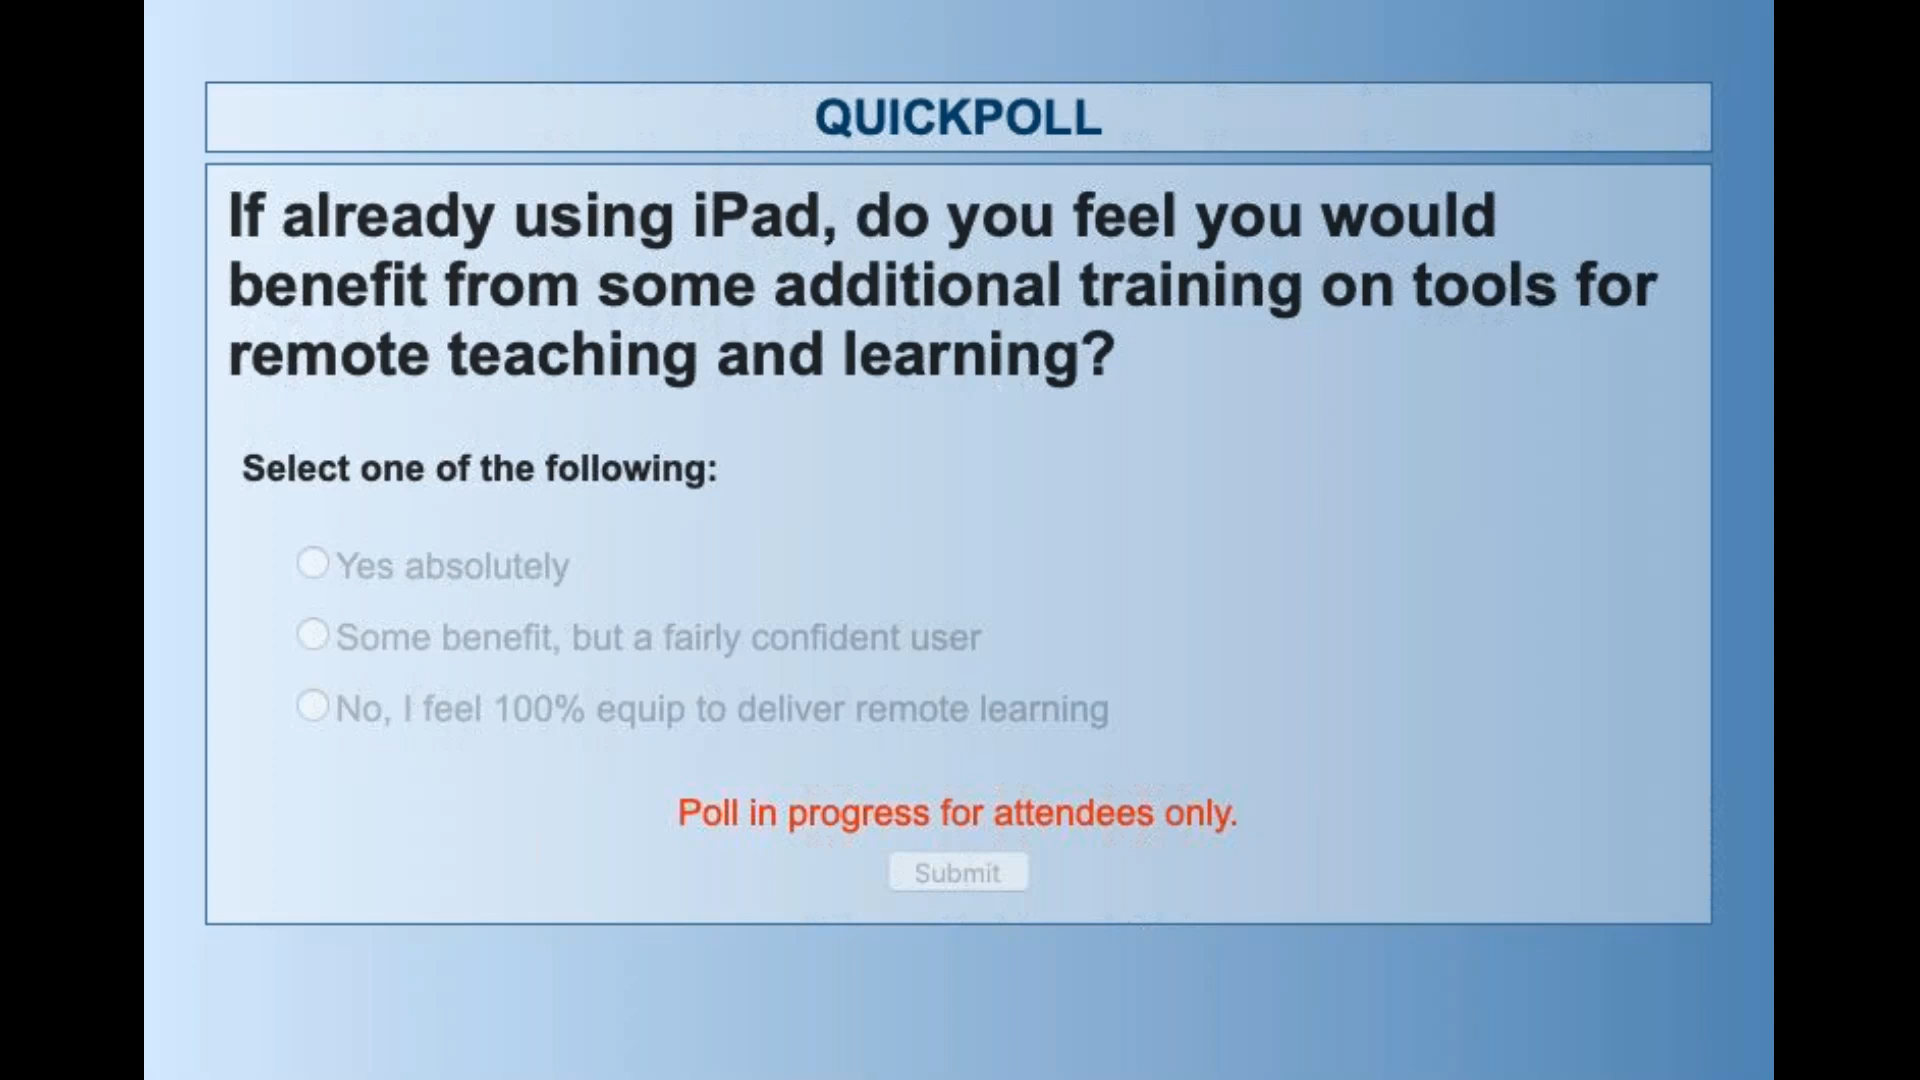 QUICKPOLL
If already using iPad, do you feel you would
benefit from some additional training on tools for
remote teaching and learning?
Select one of the following:
Yes absolutely
Some benefit, but a fairly confident user
No, I feel 100% equip to deliver remote learning
Poll in progress for attendees only.
Submit